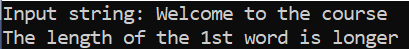 Input string: Welcome to the course
The length of the 1st word is longer